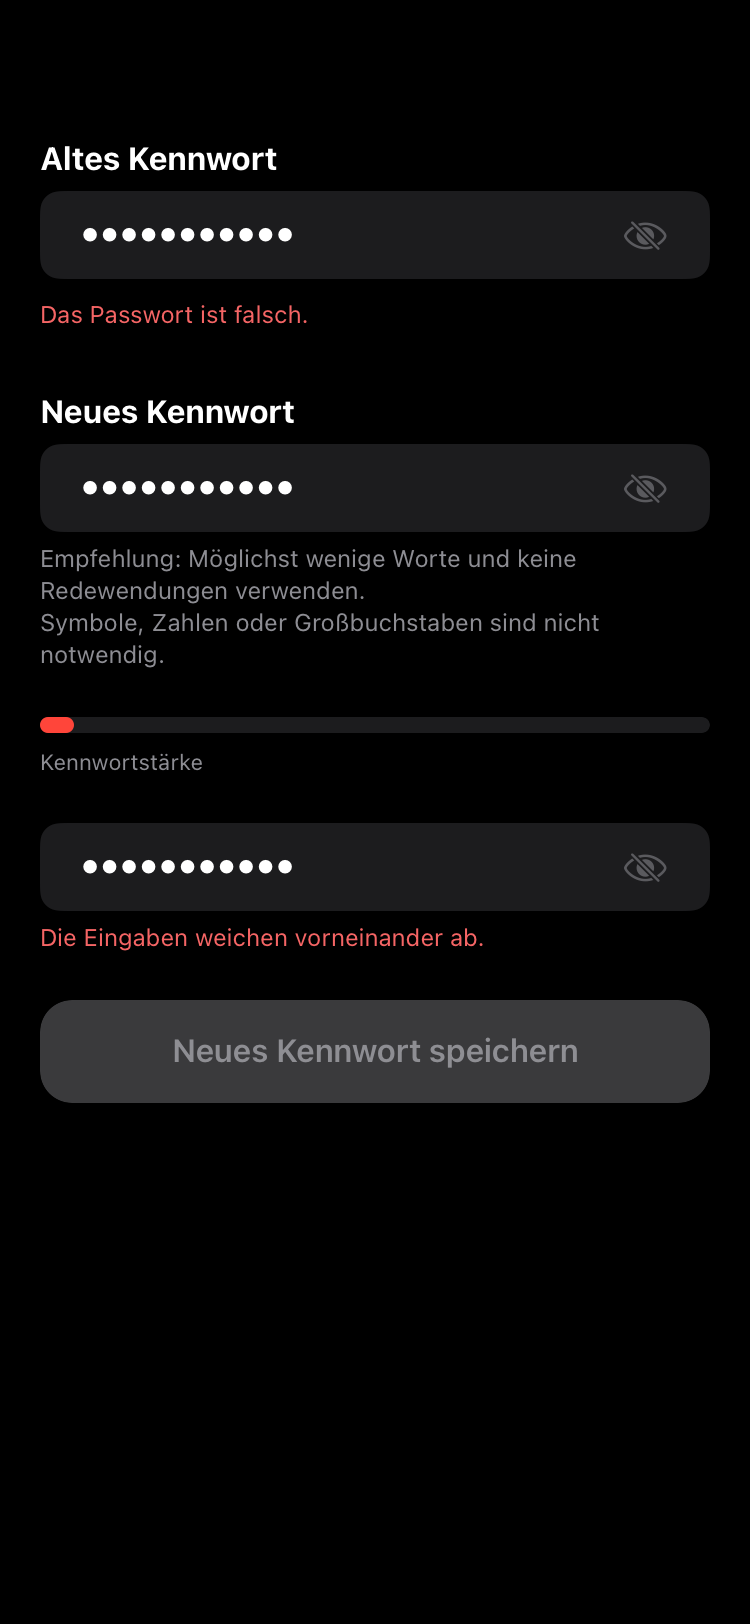 Altes Kennwort
•••••••••••
Das Passwort ist falsch.
Neues Kennwort
•••••••••••
Empfehlung: Möglichst wenige Worte und keine
Redewendungen verwenden.
Symbole, Zahlen oder Großbuchstaben sind nicht
notwendig.
Kennwortstärke
•••••••••••
Die Eingaben weichen vorneinander ab.
Neues Kennwort speichern